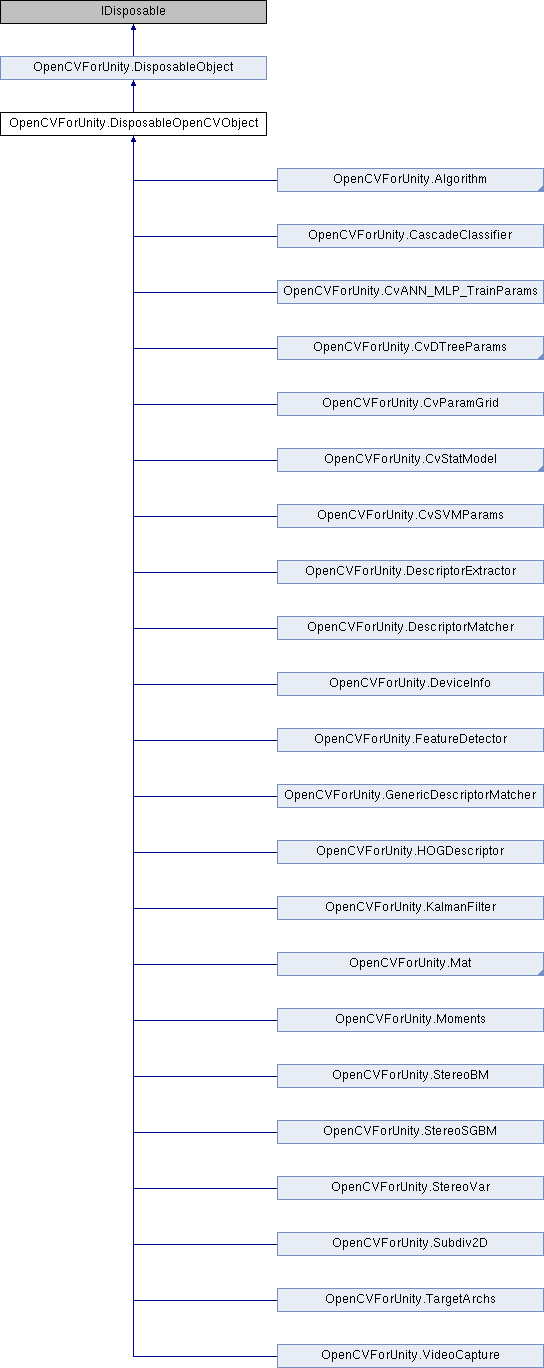 IDisposable
OpenCVForUnity.DisposableObject
OpenCVForUnity.DisposableOpenCVObject
OpenCVForUnity.Algorithm
OpenCVForUnity.CascadeClassifier
OpenCVForUnity.CvANN_MLP_TrainParams
OpenCVForUnity.CvDTreeParams
OpenCVForUnity.CvParamGrid
OpenCVForUnity.CvStatModel
OpenCVForUnity.CvSVMParams
OpenCVForUnity.DescriptorExtractor
OpenCVForUnity.DescriptorMatcher
OpenCVForUnity.DeviceInfo
OpenCVForUnity.FeatureDetector
OpenCVForUnity.GenericDescriptorMatcher
OpenCVForUnity.HOGDescriptor
OpenCVForUnity.KalmanFilter
OpenCVForUnity.Mat
OpenCVForUnity.Moments
OpenCVForUnity.StereoBM
OpenCVForUnity.StereoSGBM
OpenCVForUnity.StereoVar
OpenCVForUnity.Subdiv2D
OpenCVForUnity.TargetArchs
OpenCVForUnity.VideoCapture